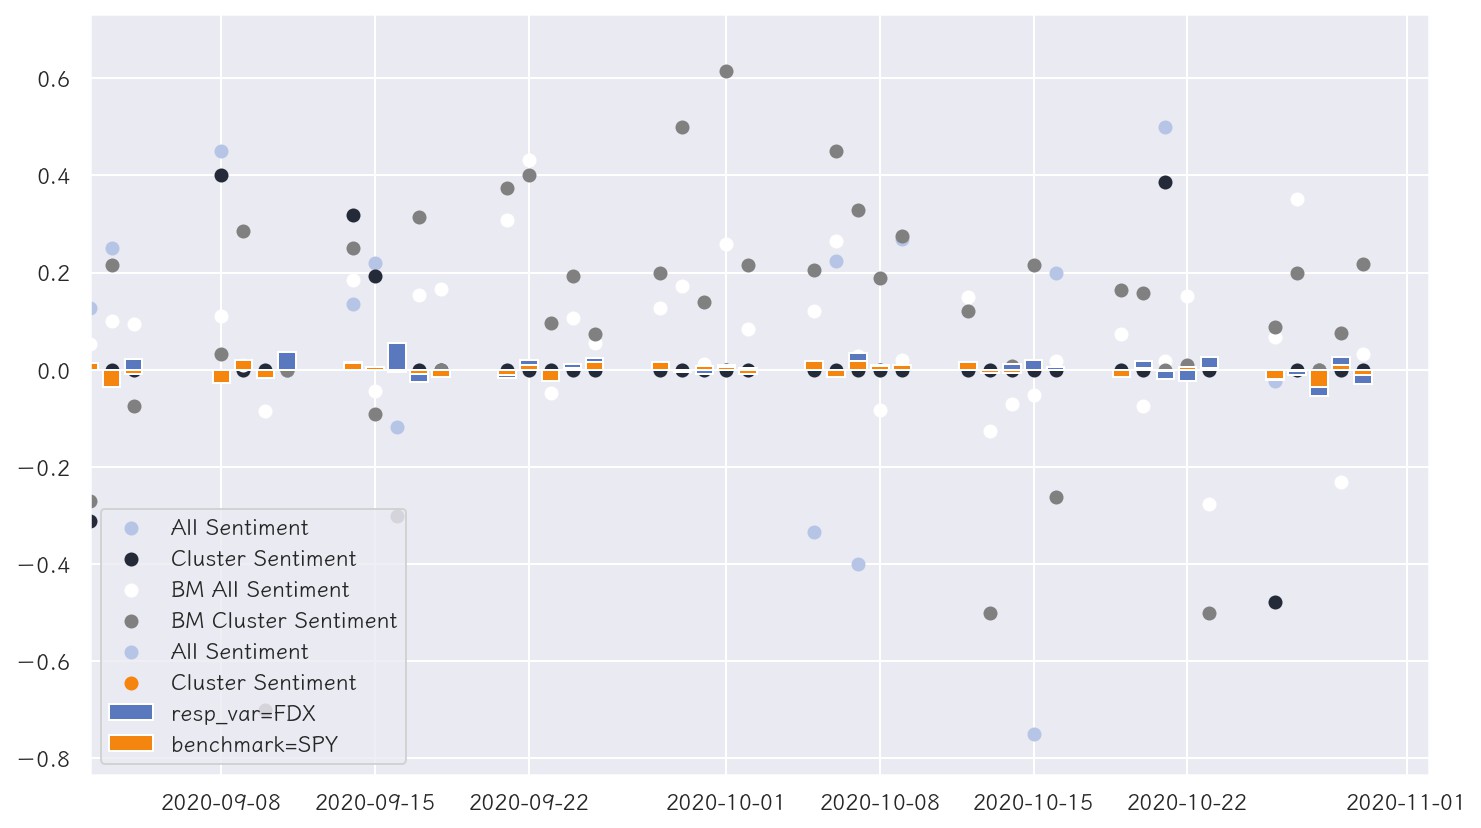 0.6
0.4
0.2
0.0
−0.2
−0.4
−0.6
−0.8
All Sentiment
Cluster Sentiment
BM All Sentiment
BM Cluster Sentiment
All Sentiment
Cluster Sentiment
resp_var=FDX
benchmark=SPY
2020-09-08 2020-09-15 2020-09-22 2020-10-01 2020-10-08 2020-10-15 2020-10-22 2020-11-01